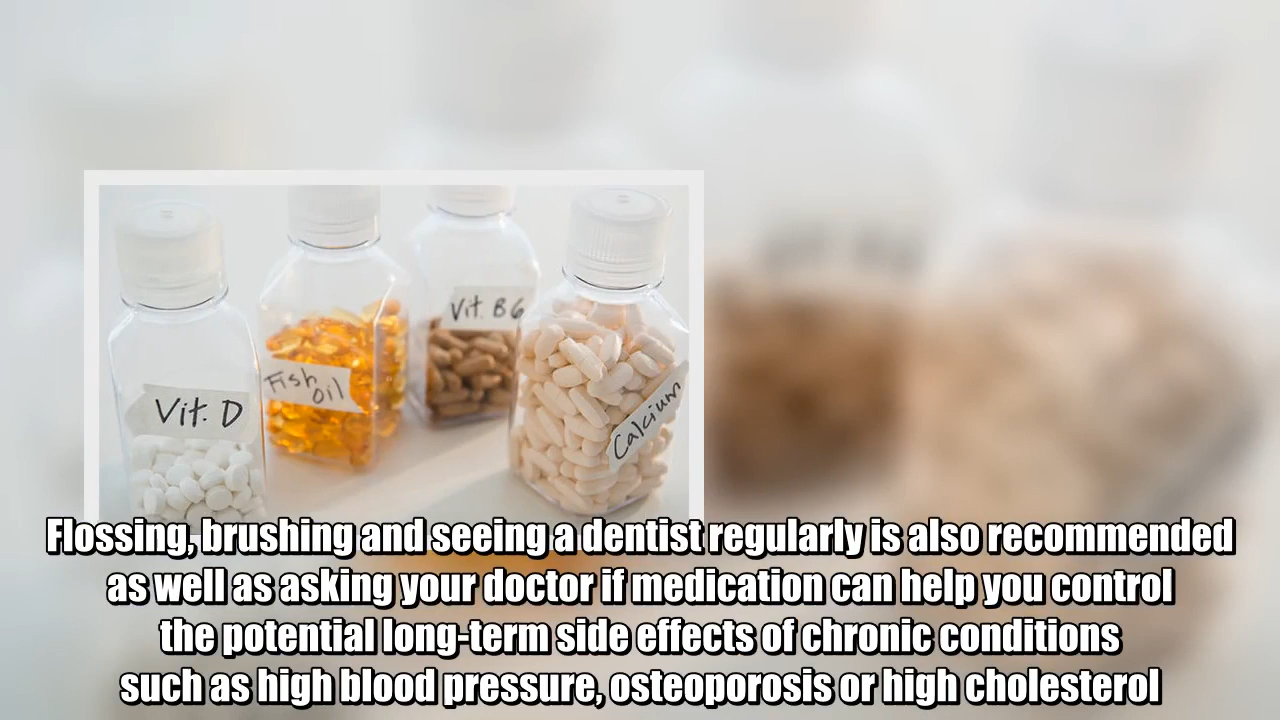 Vit. D
Fish Oil
Vit. B6
Calcium
Flossing, brushing and seeing a dentist regularly is also recommended
as well as asking your doctor if medication can help you control
the potential long-term side effects of chronic conditions
such as high blood pressure, osteoporosis or high cholesterol